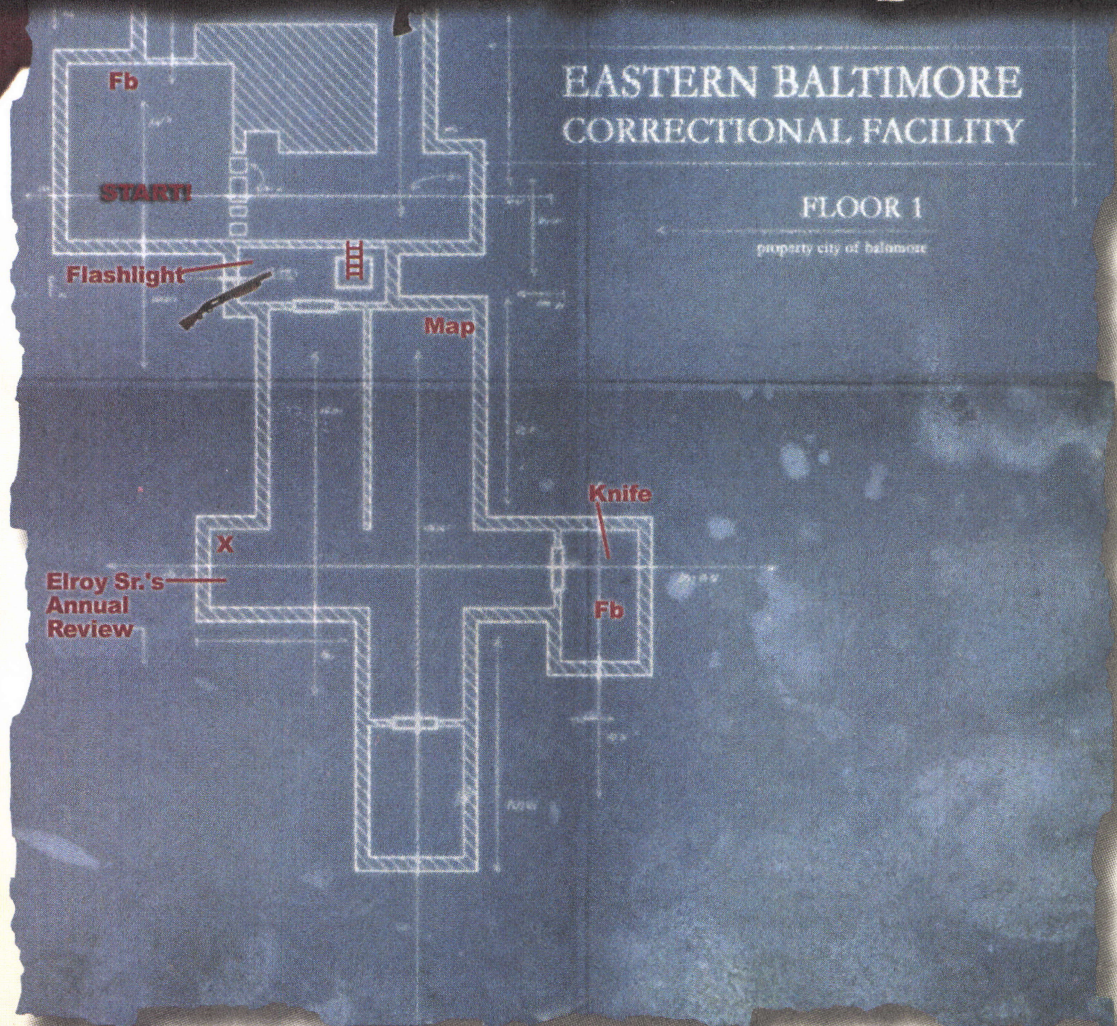 EASTERN BALTIMORE
CORRECTIONAL FACILITY
FLOOR 1
property city of baltimore
Fb
START!
Flashlight
Map
Knife
X
Elroy Sr.'s
Annual
Review
Fb